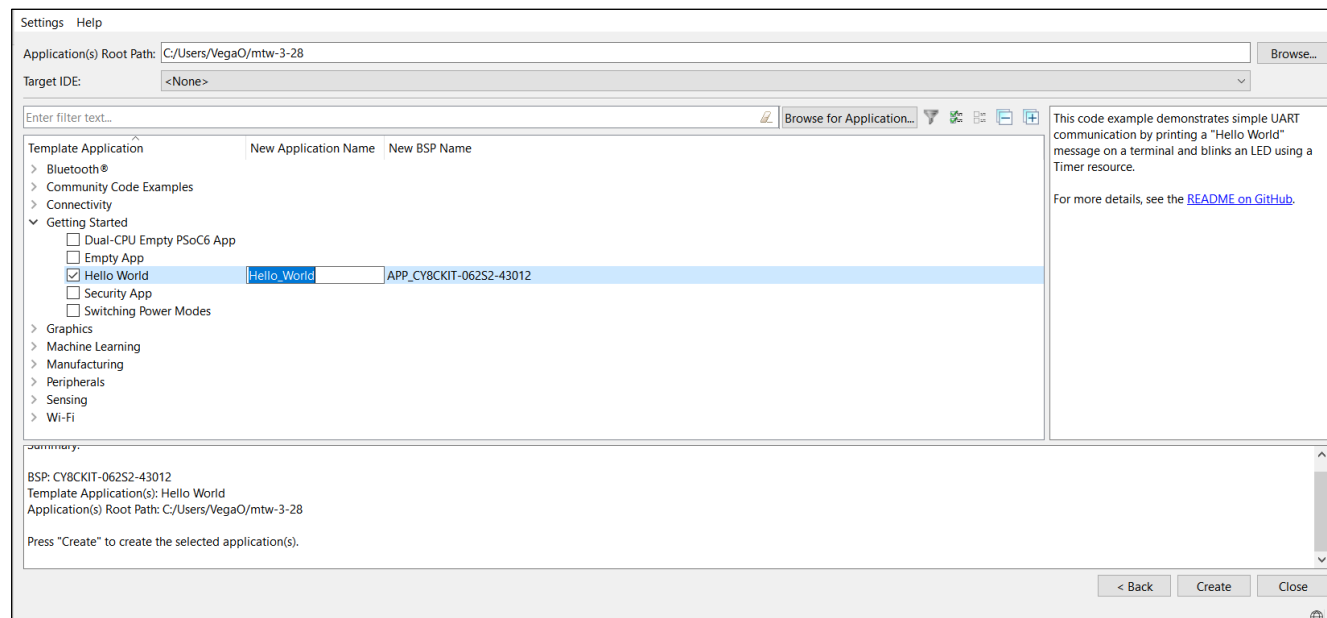 Settings Help
Application(s) Root Path: C:/Users/VegaO/mtw-3-28 Browse...
Target IDE: <None>
Enter filter text... Browse for Application...
Template Application New Application Name New BSP Name
Bluetooth®
Community Code Examples
Connectivity
Getting Started
Dual-CPU Empty PSoC6 App
Empty App
Hello World Hello_World APP_CY8CKIT-062S2-43012
Security App
Switching Power Modes
Graphics
Machine Learning
Manufacturing
Peripherals
Sensing
Wi-Fi
This code example demonstrates simple UART
communication by printing a "Hello World"
message on a terminal and blinks an LED using a
Timer resource.
For more details, see the README on GitHub.
Summary:
BSP: CY8CKIT-062S2-43012
Template Application(s): Hello World
Application(s) Root Path: C:/Users/VegaO/mtw-3-28
Press "Create" to create the selected application(s).
< Back Create Close